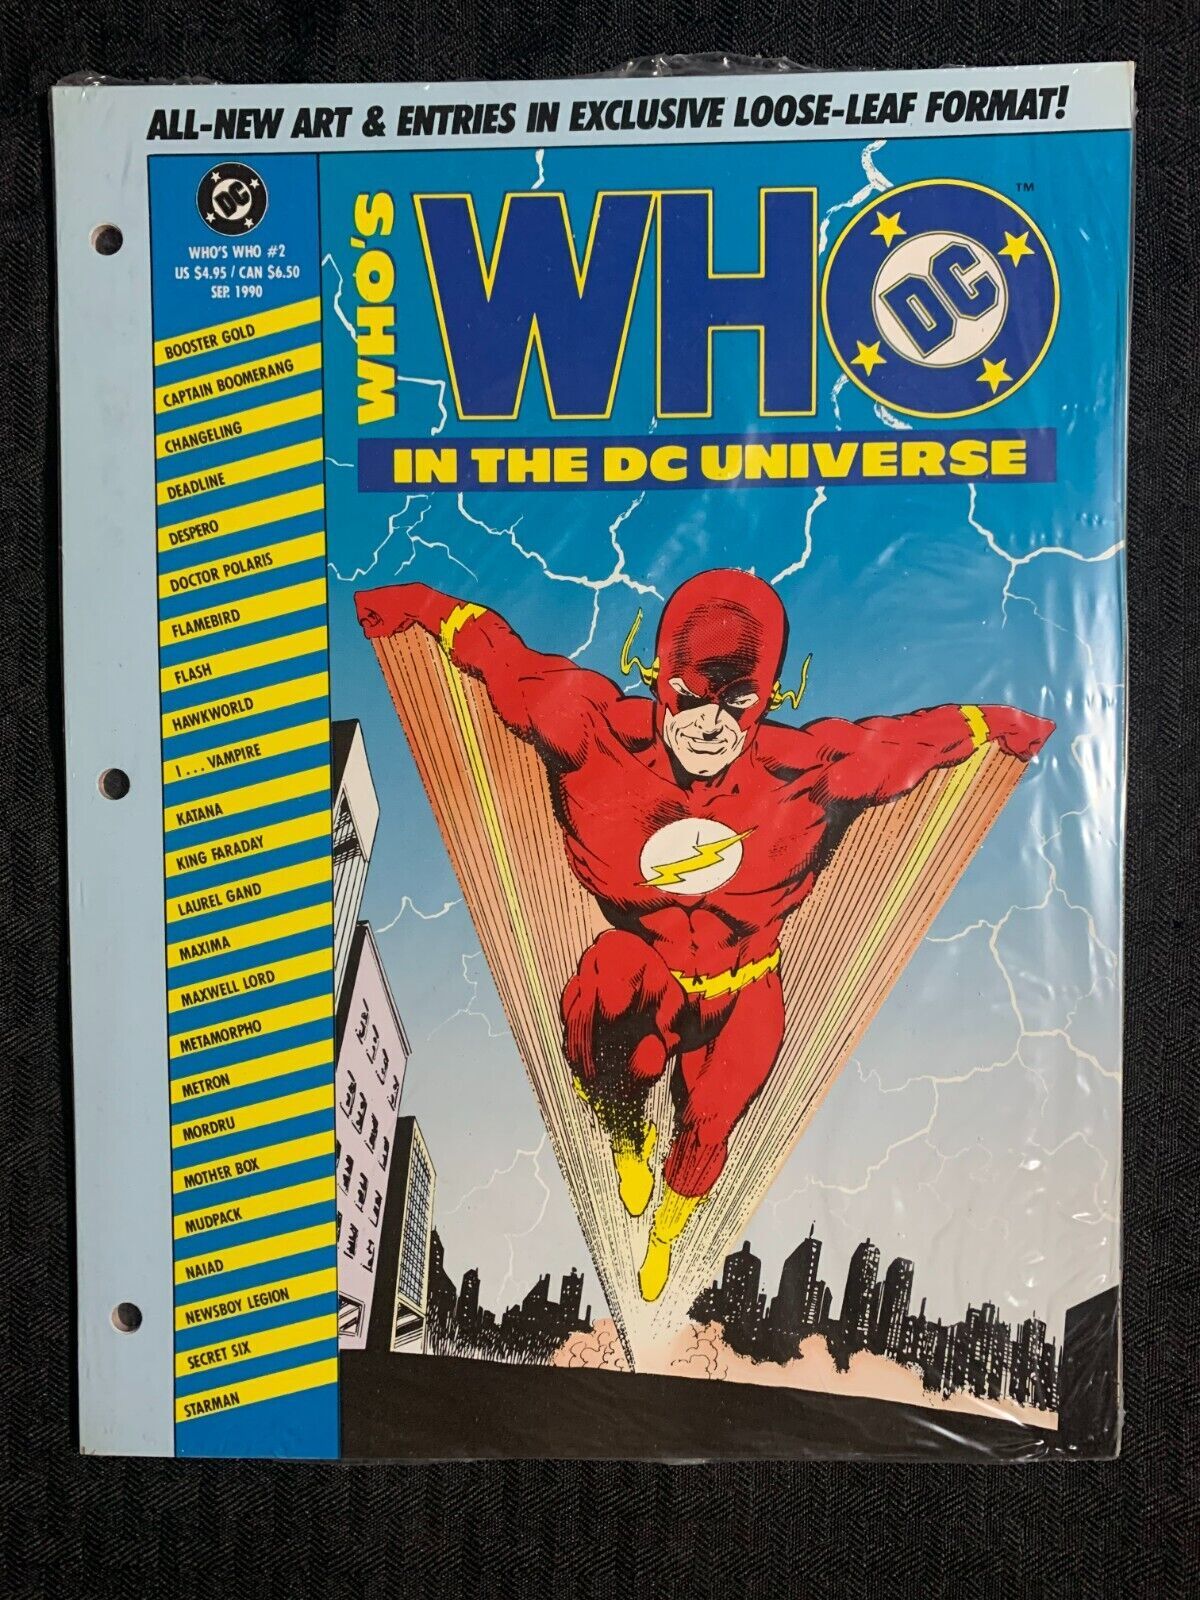 ALL-NEW ART & ENTRIES IN EXCLUSIVE LOOSE-LEAF FORMAT!
DC
WHO'S WHO #2
US $4.95 / CAN $6.50
SEP. 1990
BOOSTER GOLD
CAPTAIN BOOMERANG
CHANGELING
DEADLINE
DESPERO
DOCTOR POLARIS
FLAMEBIRD
FLASH
HAWKWORLD
I . . . VAMPIRE
KATANA
KING FARADAY
LAUREL GAND
MAXIMA
MAXWELL LORD
METAMORPHO
METRON
MORDRU
MOTHER BOX
MUDPACK
NAIAD
NEWSBOY LEGION
SECRET SIX
STARMAN
WHO'S
WHO
DC
TM
IN THE DC UNIVERSE